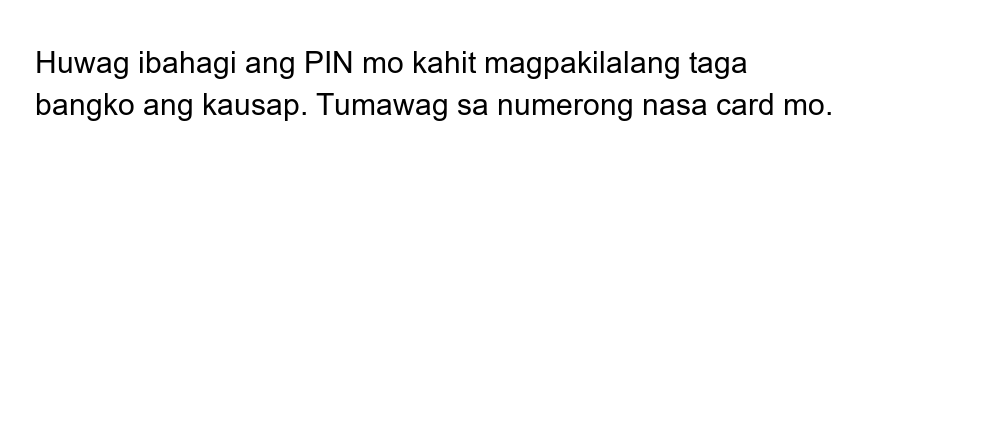 Huwag ibahagi ang PIN mo kahit magpakilalang taga
bangko ang kausap. Tumawag sa numerong nasa card mo.